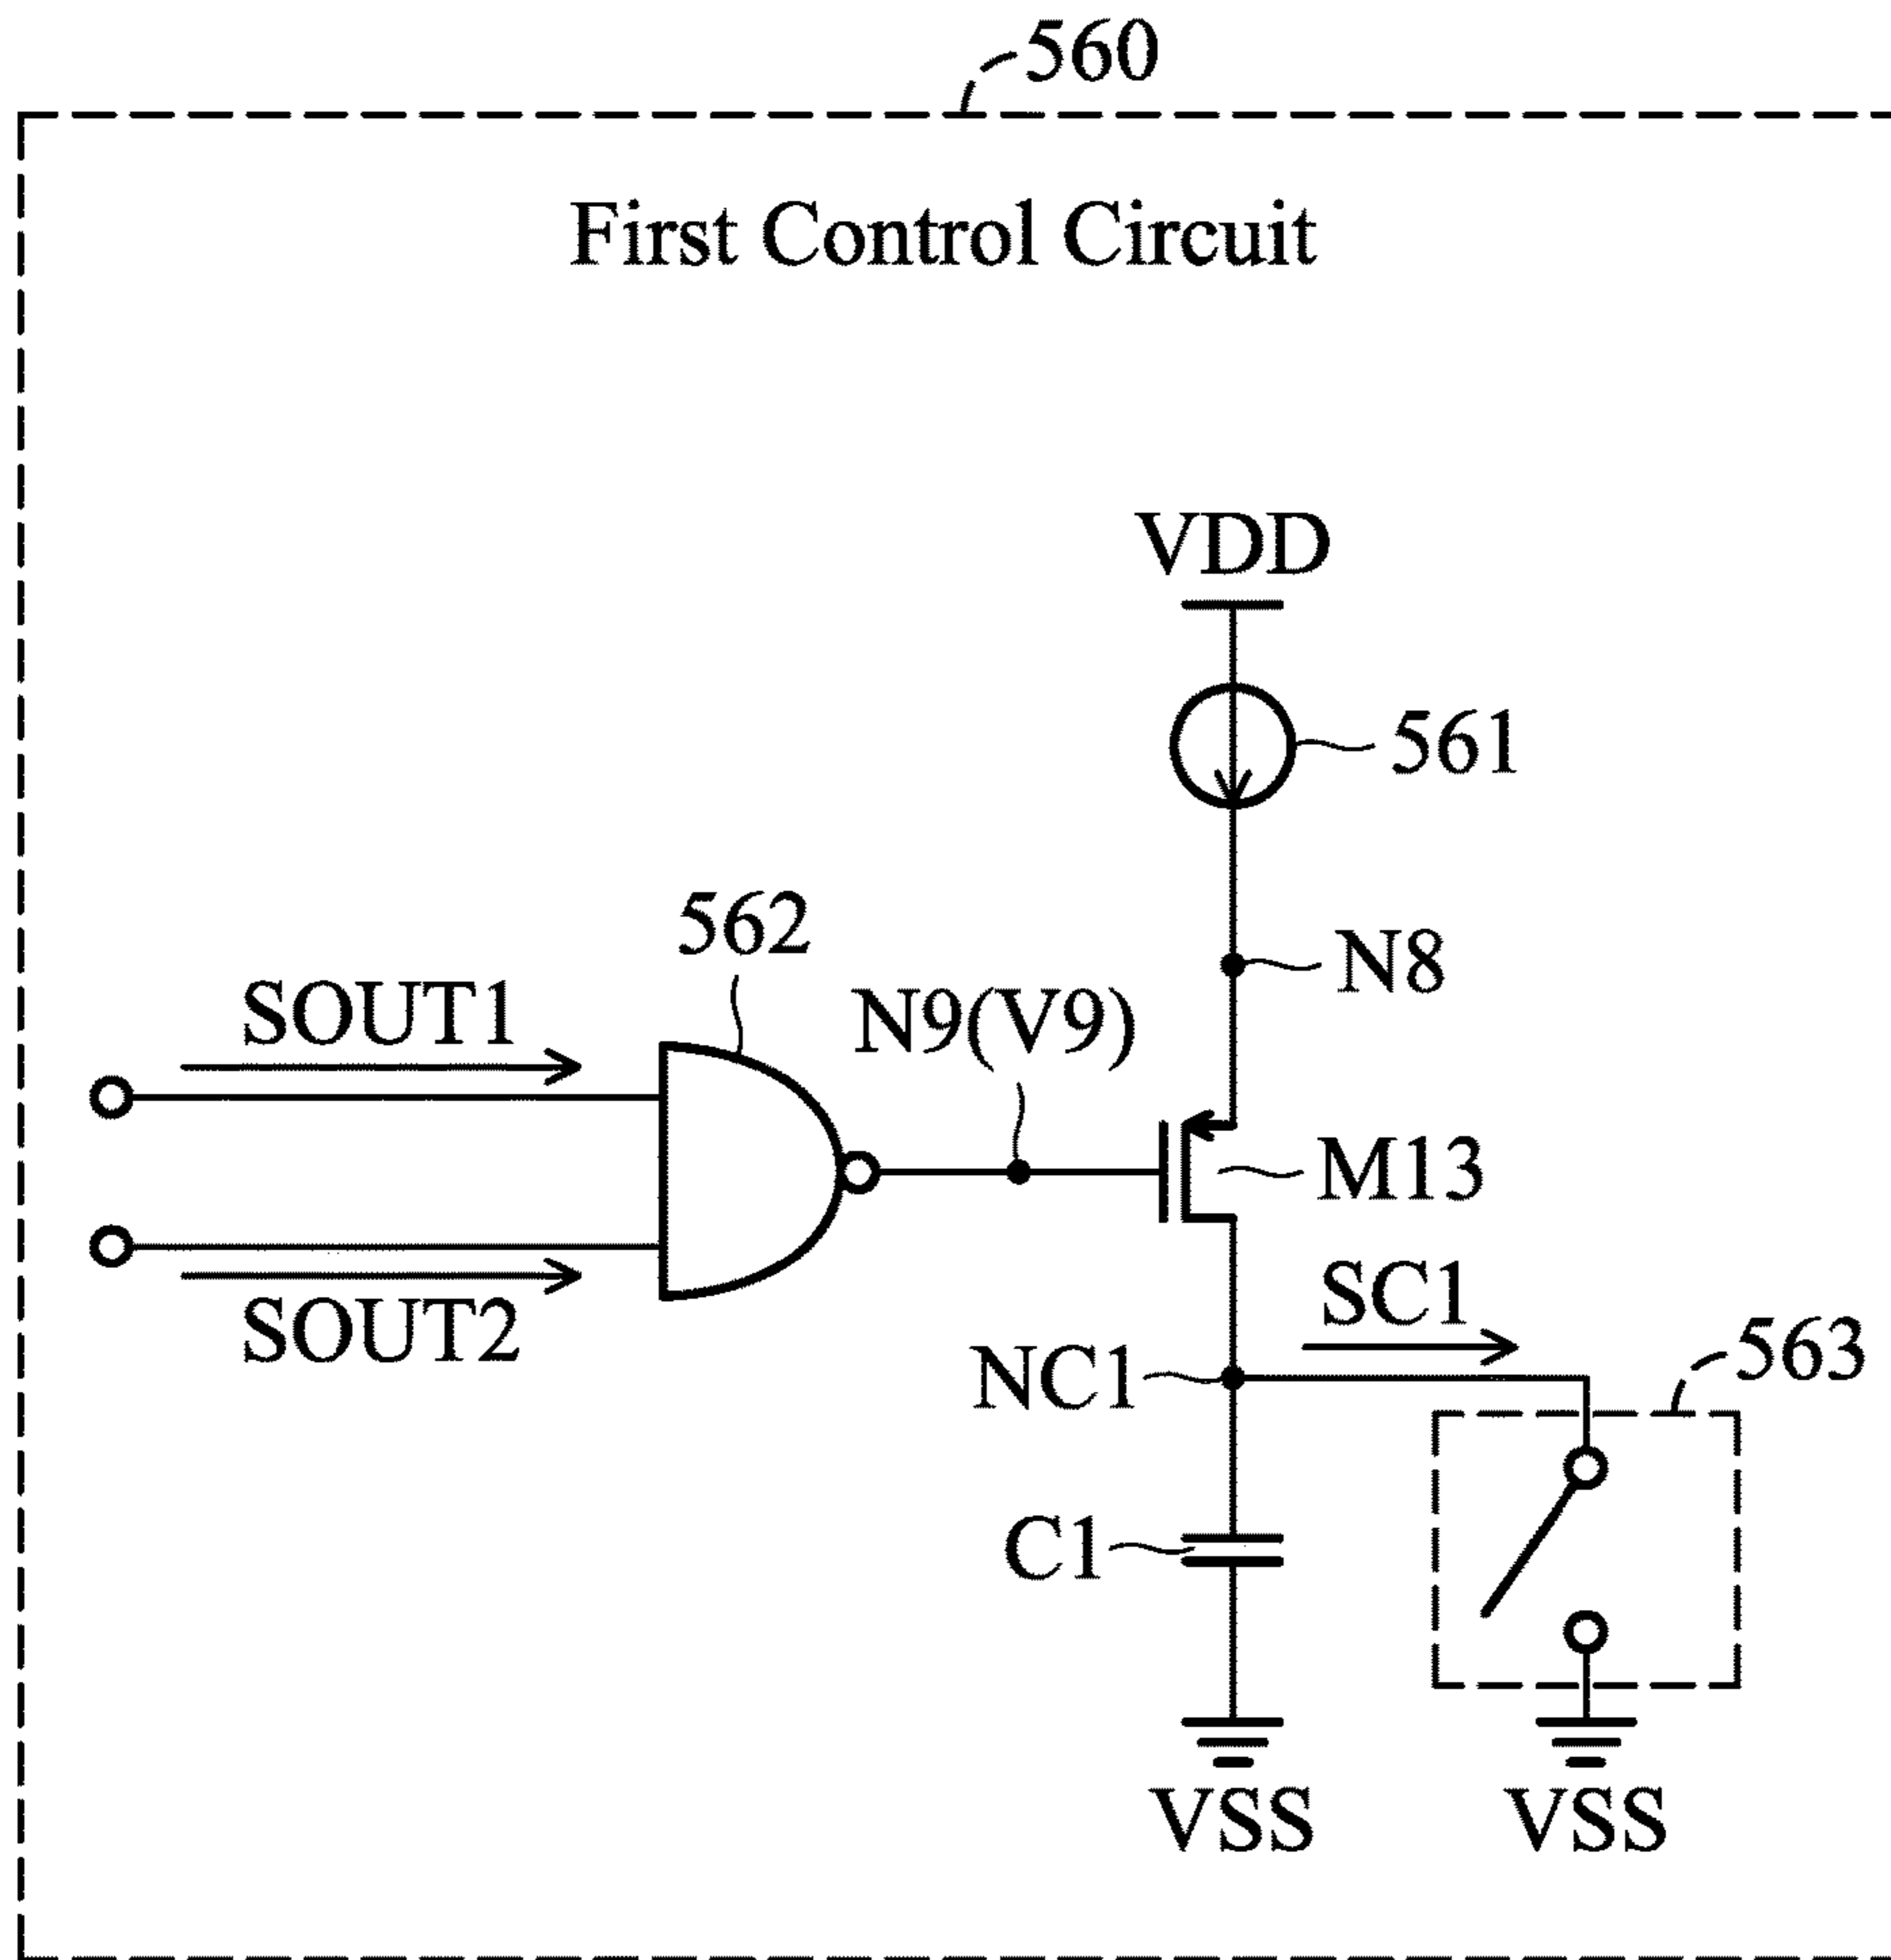 560
First Control Circuit
VDD
561
562
N8
SOUT1
N9(V9)
M13
SC1
SOUT2
563
NC1
C1
VSS
VSS